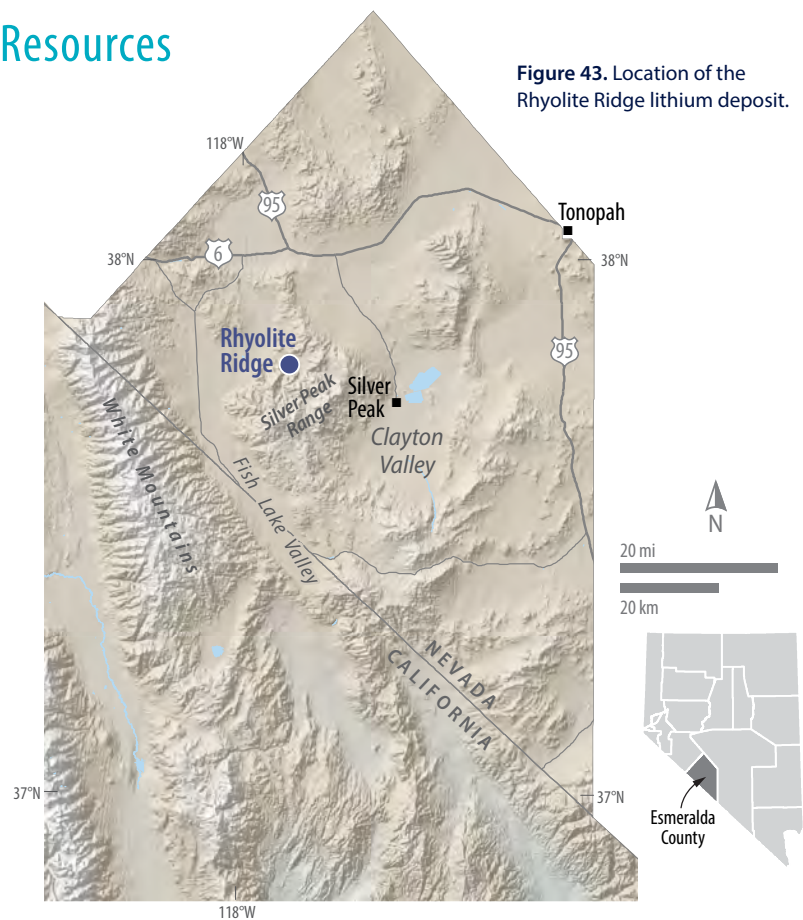 Resources
Figure 43. Location of the
Rhyolite Ridge lithium deposit.
118°W
95
Tonopah
6
38°N
38°N
95
Rhyolite
Ridge
Silver
Peak
Silver Peak
Range
Clayton
Valley
White Mountains
Fish Lake Valley
N
20 mi
20 km
NEVADA
CALIFORNIA
37°N
37°N
Esmeralda
County
118°W